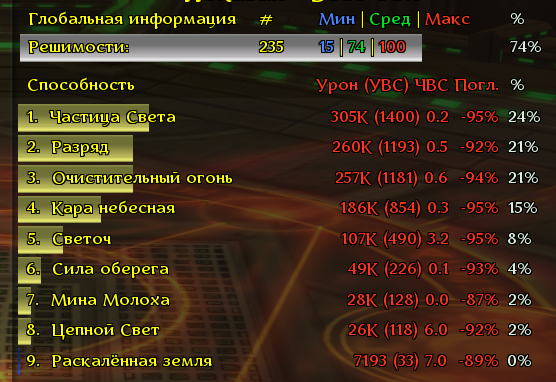 Глобальная информация # Мин | Сред | Макс %
Решимости: 235 15 | 74 | 100 74%
Способность Урон (УВС) ЧВС Погл. %
1. Частица Света 305K (1400) 0.2 -95% 24%
2. Разряд 260K (1193) 0.5 -92% 21%
3. Очистительный огонь 257K (1181) 0.6 -94% 21%
4. Кара небесная 186K (854) 0.3 -95% 15%
5. Светоч 107K (490) 3.2 -95% 8%
6. Сила оберега 49K (226) 0.1 -93% 4%
7. Мина Молоха 28K (128) 0.0 -87% 2%
8. Цепной Свет 26K (118) 6.0 -92% 2%
9. Раскалённая земля 7193 (33) 7.0 -89% 0%